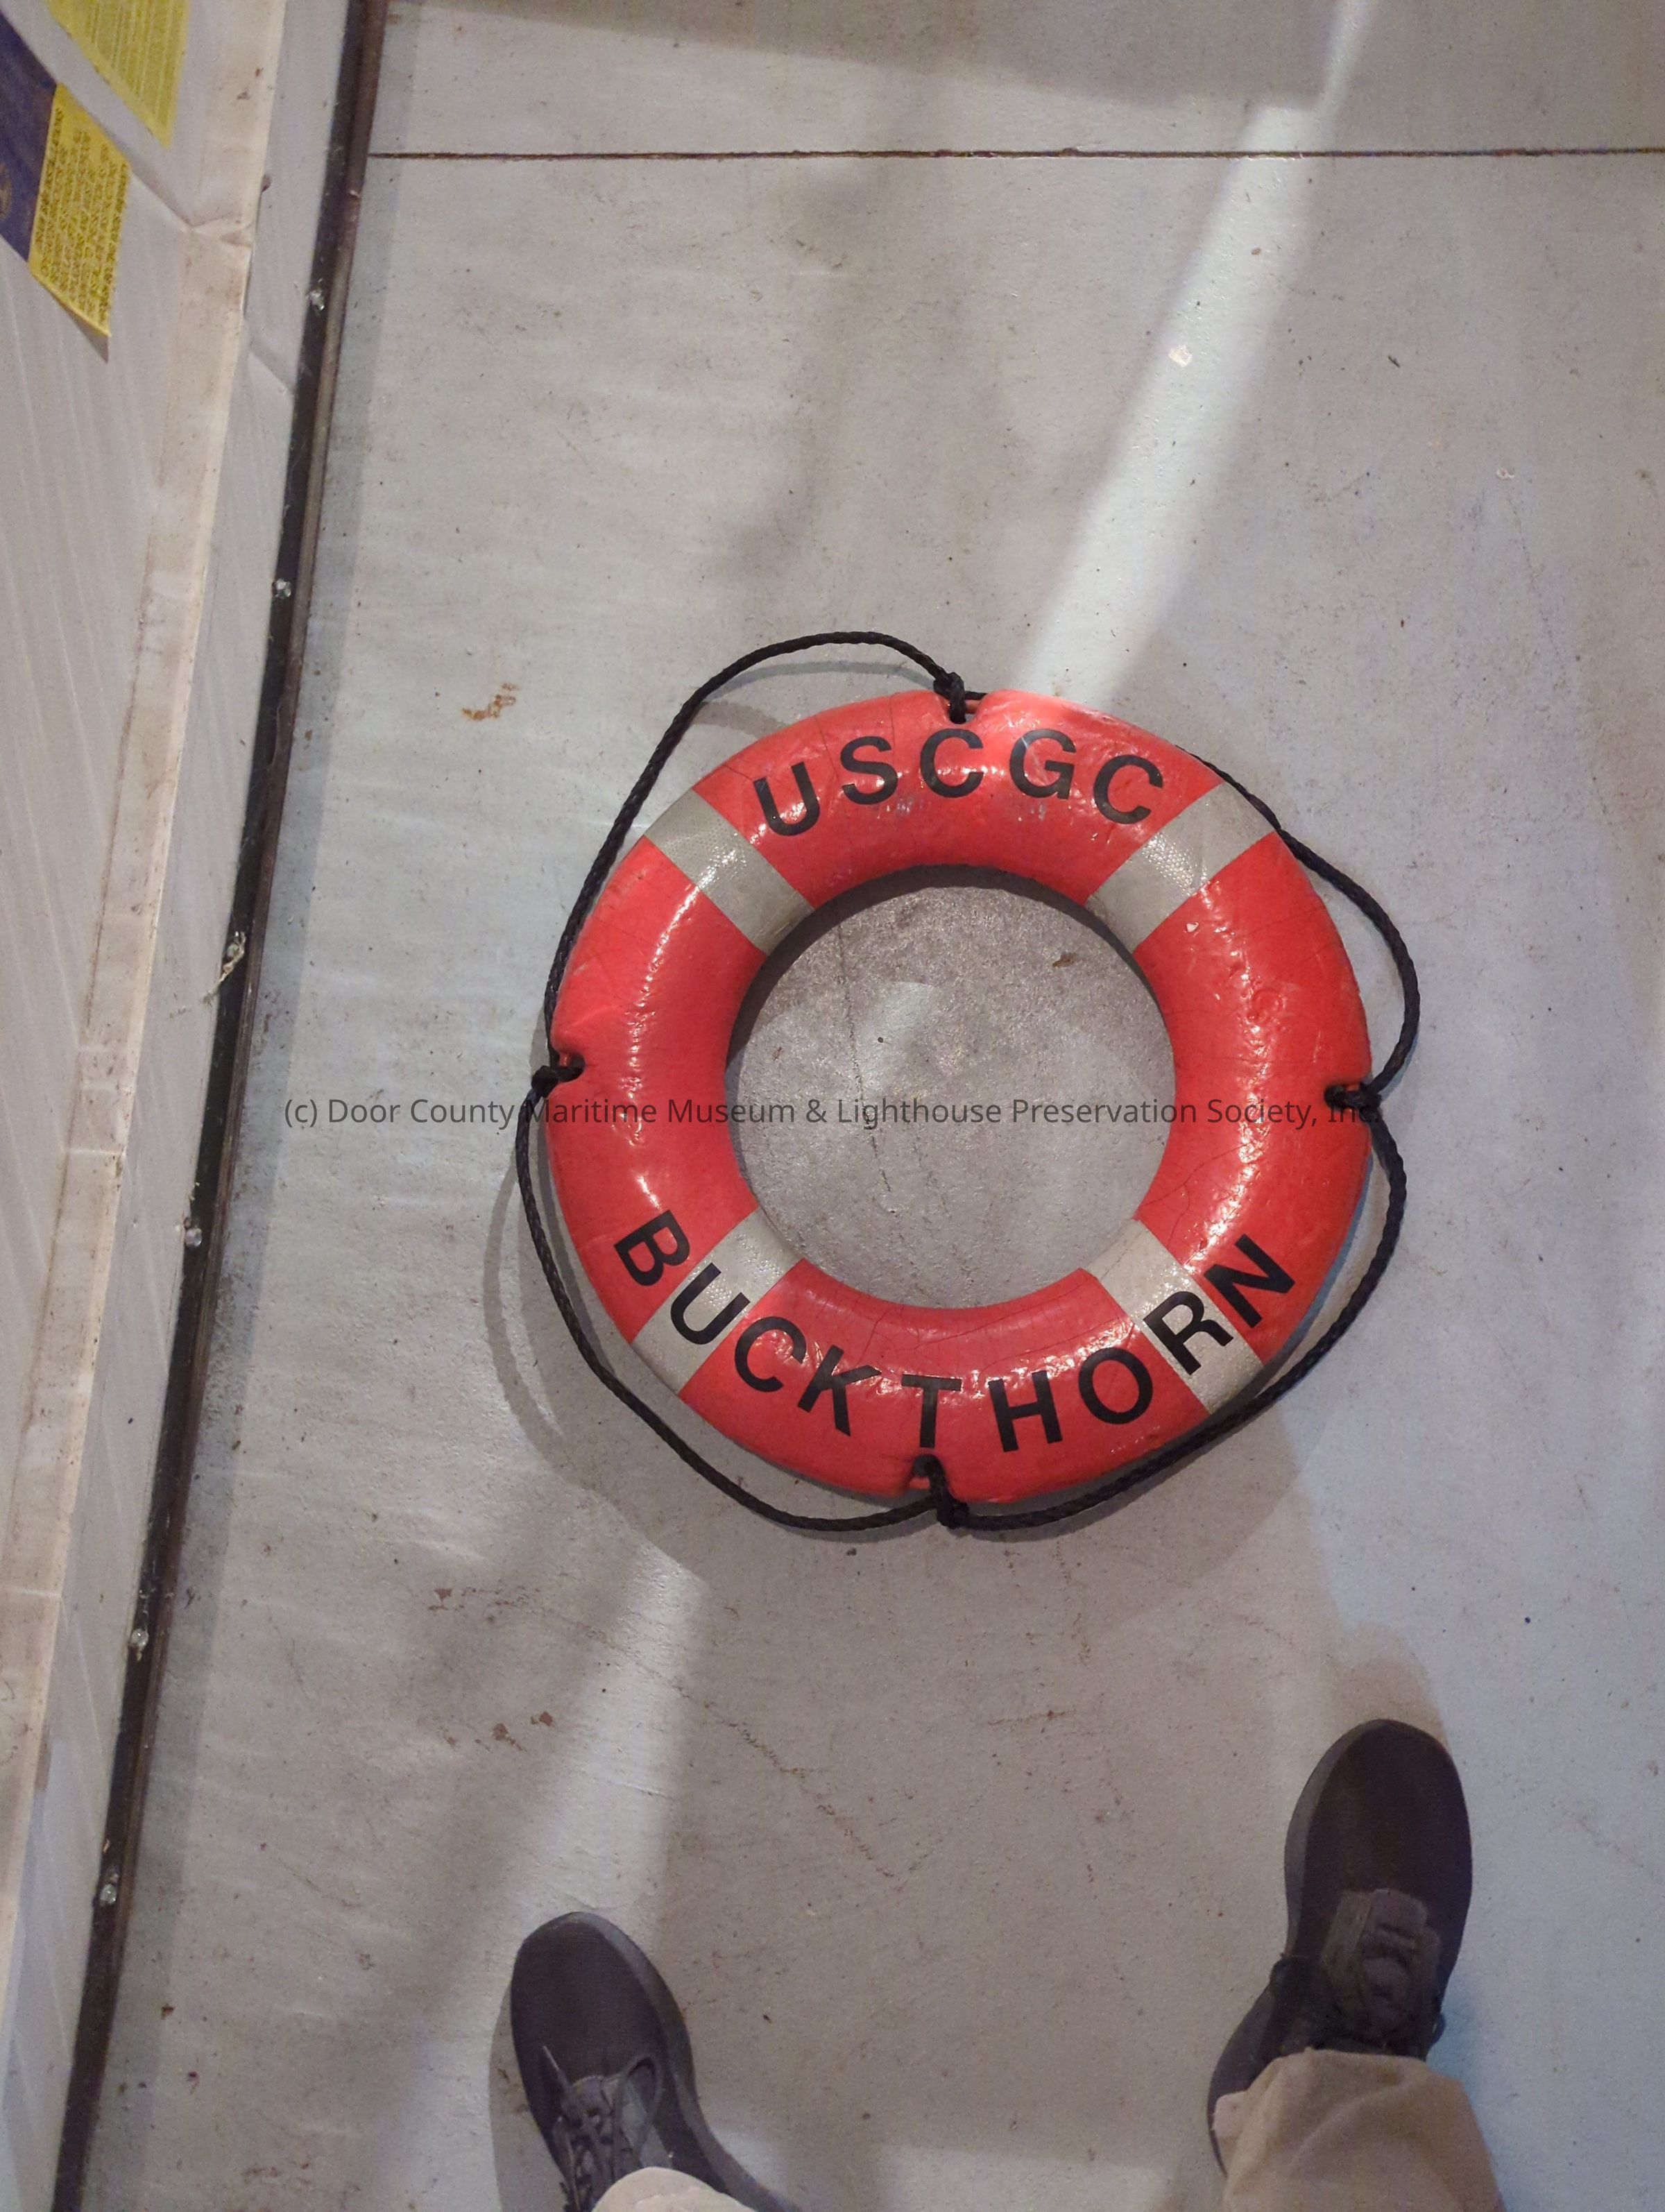 USCGC
(c) Door County Maritime Museum & Lighthouse Preservation Society, Inc.
BUCKTHORN